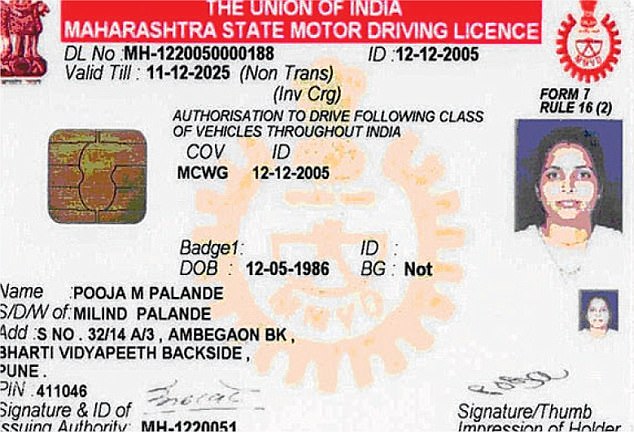 THE UNION OF INDIA
MAHARASHTRA STATE MOTOR DRIVING LICENCE
DL No : MH-1220050000188 ID : 12-12-2005
Valid Till : 11-12-2025 (Non Trans)
(Inv Crg)
FORM 7
RULE 16 (2)
AUTHORISATION TO DRIVE FOLLOWING CLASS
OF VEHICLES THROUGHOUT INDIA
COV ID
MCWG 12-12-2005
Badge1: ID :
DOB : 12-05-1986 BG : Not
Name : POOJA M PALANDE
S/D/W of : MILIND PALANDE
Add : S NO . 32/14 A/3 , AMBEGAON BK ,
BHARTI VIDYAPEETH BACKSIDE ,
PUNE .
PIN : 411046
Signature & ID of
Issuing Authority: MH-1220051
Signature/Thumb
Impression of Holder